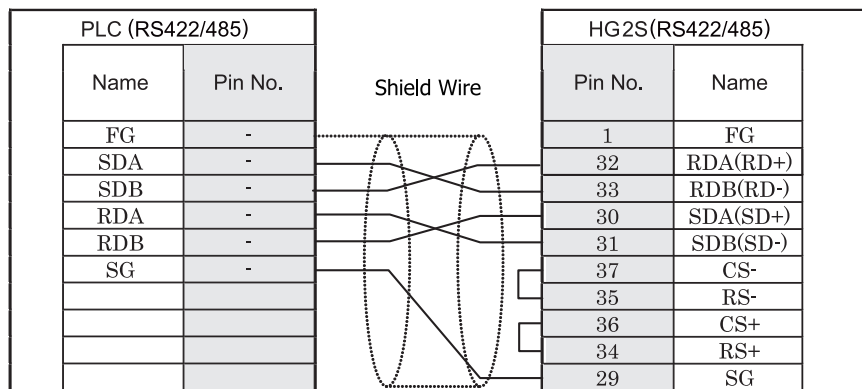 PLC (RS422/485) HG2S(RS422/485)
Name Pin No. Shield Wire Pin No. Name
FG - 1 FG
SDA - 32 RDA(RD+)
SDB - 33 RDB(RD-)
RDA - 30 SDA(SD+)
RDB - 31 SDB(SD-)
SG - 37 CS-
35 RS-
36 CS+
34 RS+
29 SG